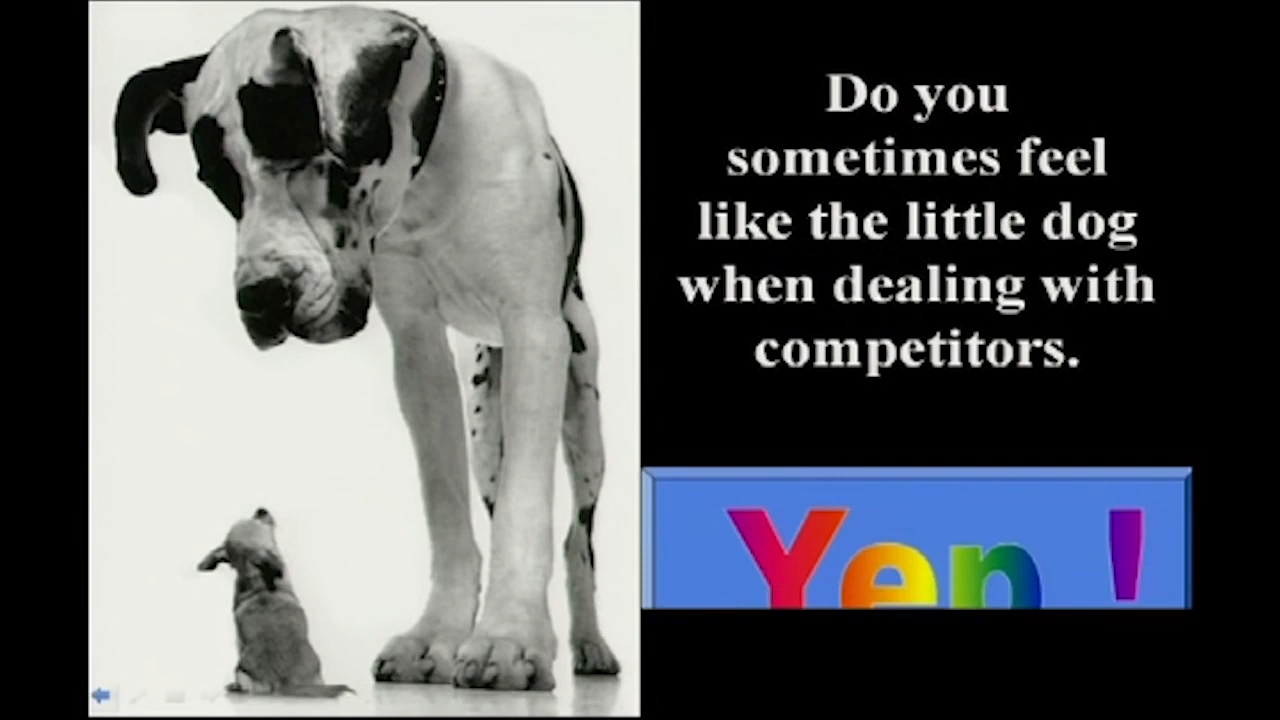 Do you
sometimes feel
like the little dog
when dealing with
competitors.
Yep !